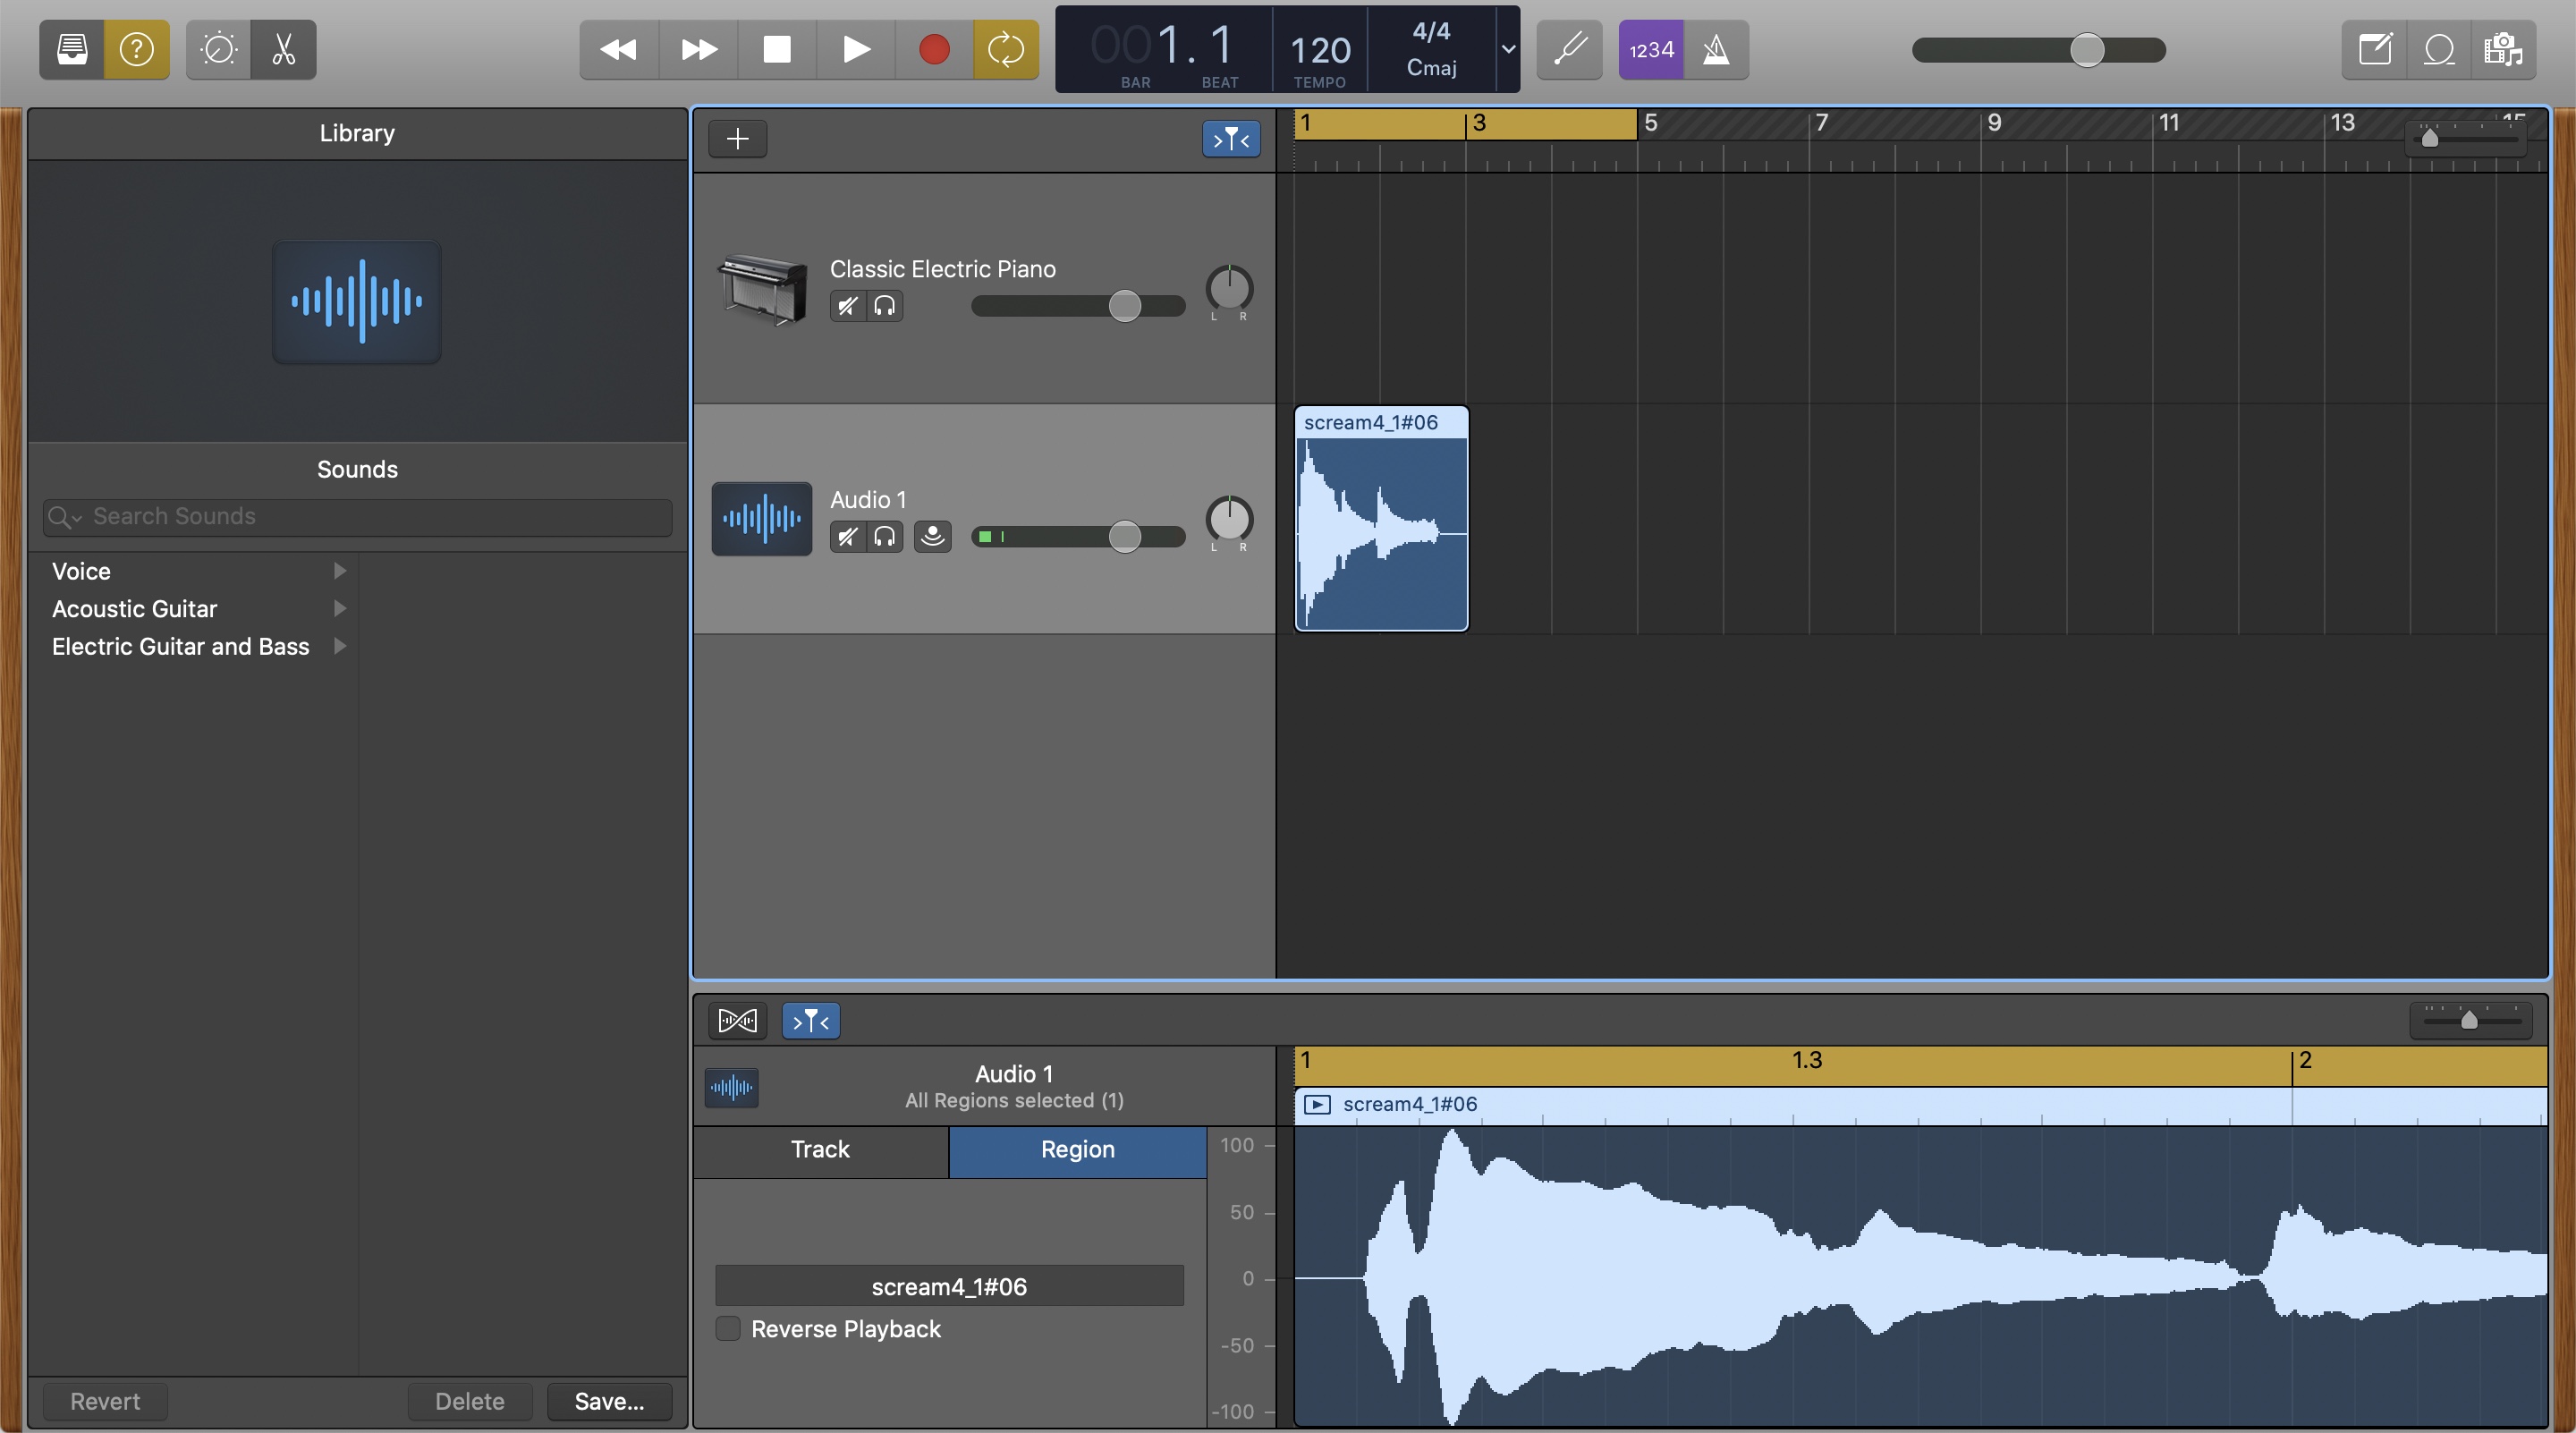 001. 1
BAR
BEAT
120
TEMPO
4/4
Cmaj
1234
Library
Sounds
Search Sounds
Voice
Acoustic Guitar
Electric Guitar and Bass
Revert
Delete
Save...
1
3
5
7
9
11
13
15
Classic Electric Piano
L R
Audio 1
L R
scream4_1#06
Audio 1
All Regions selected (1)
Track
Region
scream4_1#06
Reverse Playback
1
1.3
2
scream4_1#06
100
50
0
-50
-100